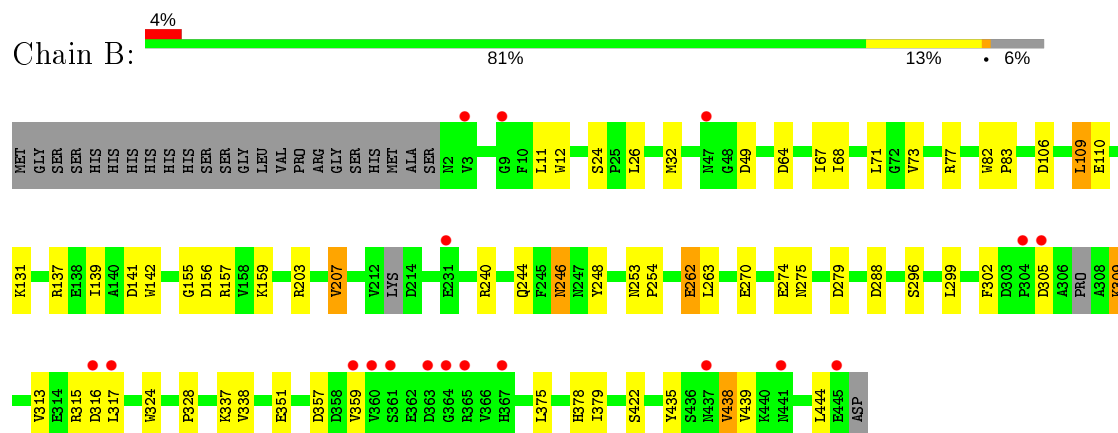 4%
Chain B:
81% 13% • 6%
MET GLY SER SER HIS HIS HIS HIS HIS HIS SER SER GLY LEU VAL PRO ARG GLY SER HIS MET ALA SER N2 V3 G9 F10 L11 W12 S24 P25 L26 M32 N47 G48 D49 D64 I67 I68 L71 G72 V73 R77 W82 P83 D106 L109 E110
K131 R137 E138 I139 A140 D141 W142 G155 D156 R157 V158 K159 R203 V207 V212 LYS D214 E231 R240 Q244 F245 N246 N247 Y248 N253 P254 E262 L263 E270 E274 N275 D279 D288 S296 L299 F302 D303 P304 D305 A306 PRO A308 K309
V313 E314 R315 D316 L317 W324 P328 K337 V338 E351 D357 D358 V359 V360 S361 E362 D363 G364 R365 V366 H367 L375 H378 I379 S422 Y435 S436 N437 V438 V439 K440 N441 L444 E445 ASP